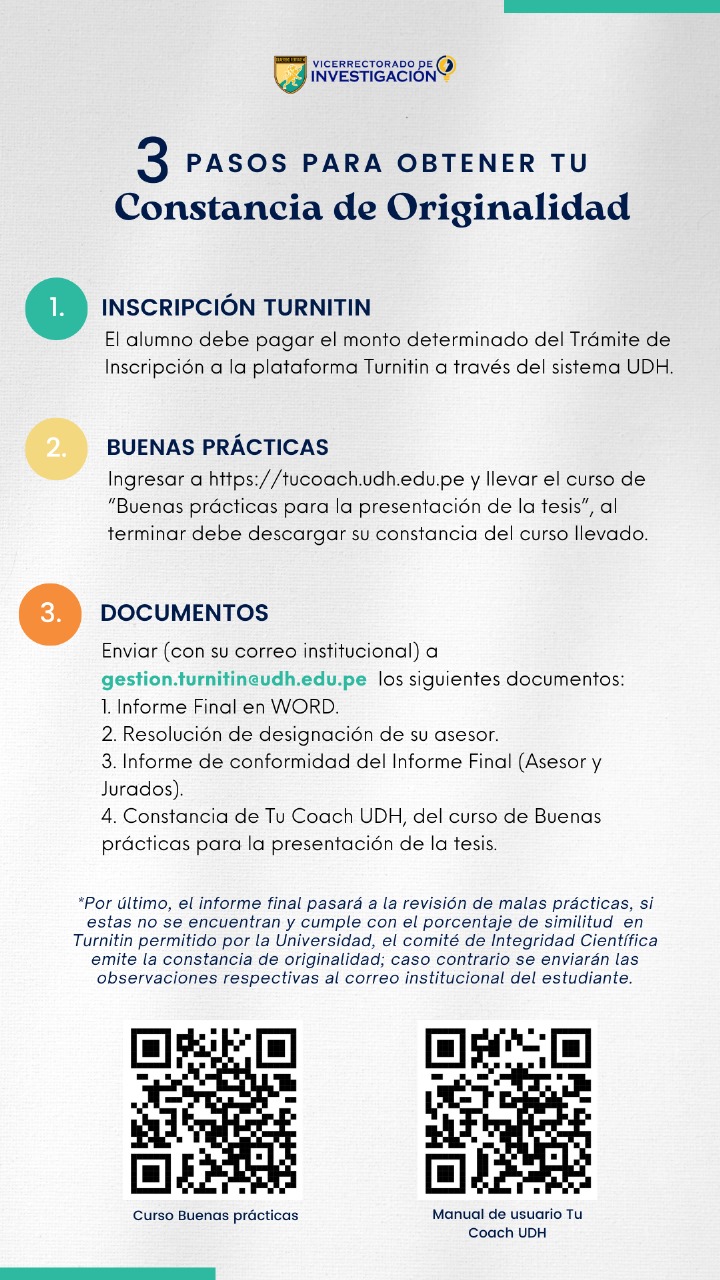 VICERRECTORADO DE
INVESTIGACIÓN
3 PASOS PARA OBTENER TU
Constancia de Originalidad
1. INSCRIPCIÓN TURNITIN
El alumno debe pagar el monto determinado del Trámite de
Inscripción a la plataforma Turnitin a través del sistema UDH.
2. BUENAS PRÁCTICAS
Ingresar a https://tucoach.udh.edu.pe y llevar el curso de
"Buenas prácticas para la presentación de la tesis", al
terminar debe descargar su constancia del curso llevado.
3. DOCUMENTOS
Enviar (con su correo institucional) a
gestion.turnitin@udh.edu.pe los siguientes documentos:
1. Informe Final en WORD.
2. Resolución de designación de su asesor.
3. Informe de conformidad del Informe Final (Asesor y
Jurados).
4. Constancia de Tu Coach UDH, del curso de Buenas
prácticas para la presentación de la tesis.
*Por último, el informe final pasará a la revisión de malas prácticas, si
estas no se encuentran y cumple con el porcentaje de similitud en
Turnitin permitido por la Universidad, el comité de Integridad Científica
emite la constancia de originalidad; caso contrario se enviarán las
observaciones respectivas al correo institucional del estudiante.
Curso Buenas prácticas
Manual de usuario Tu
Coach UDH